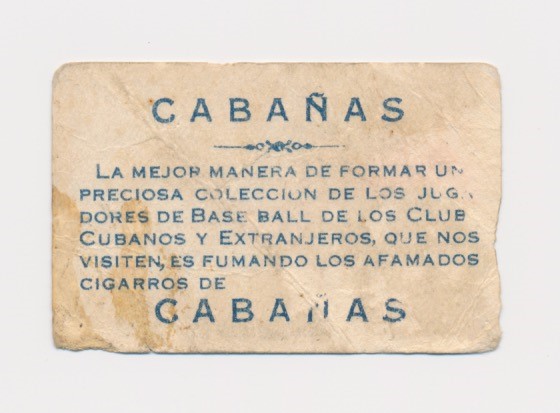 CABAÑAS
LA MEJOR MANERA DE FORMAR UN
PRECIOSA COLECCION DE LOS JUGA
DORES DE BASE BALL DE LOS CLUB
CUBANOS Y EXTRANJEROS, QUE NOS
VISITEN, ES FUMANDO LOS AFAMADOS
CIGARROS DE
CABAÑAS